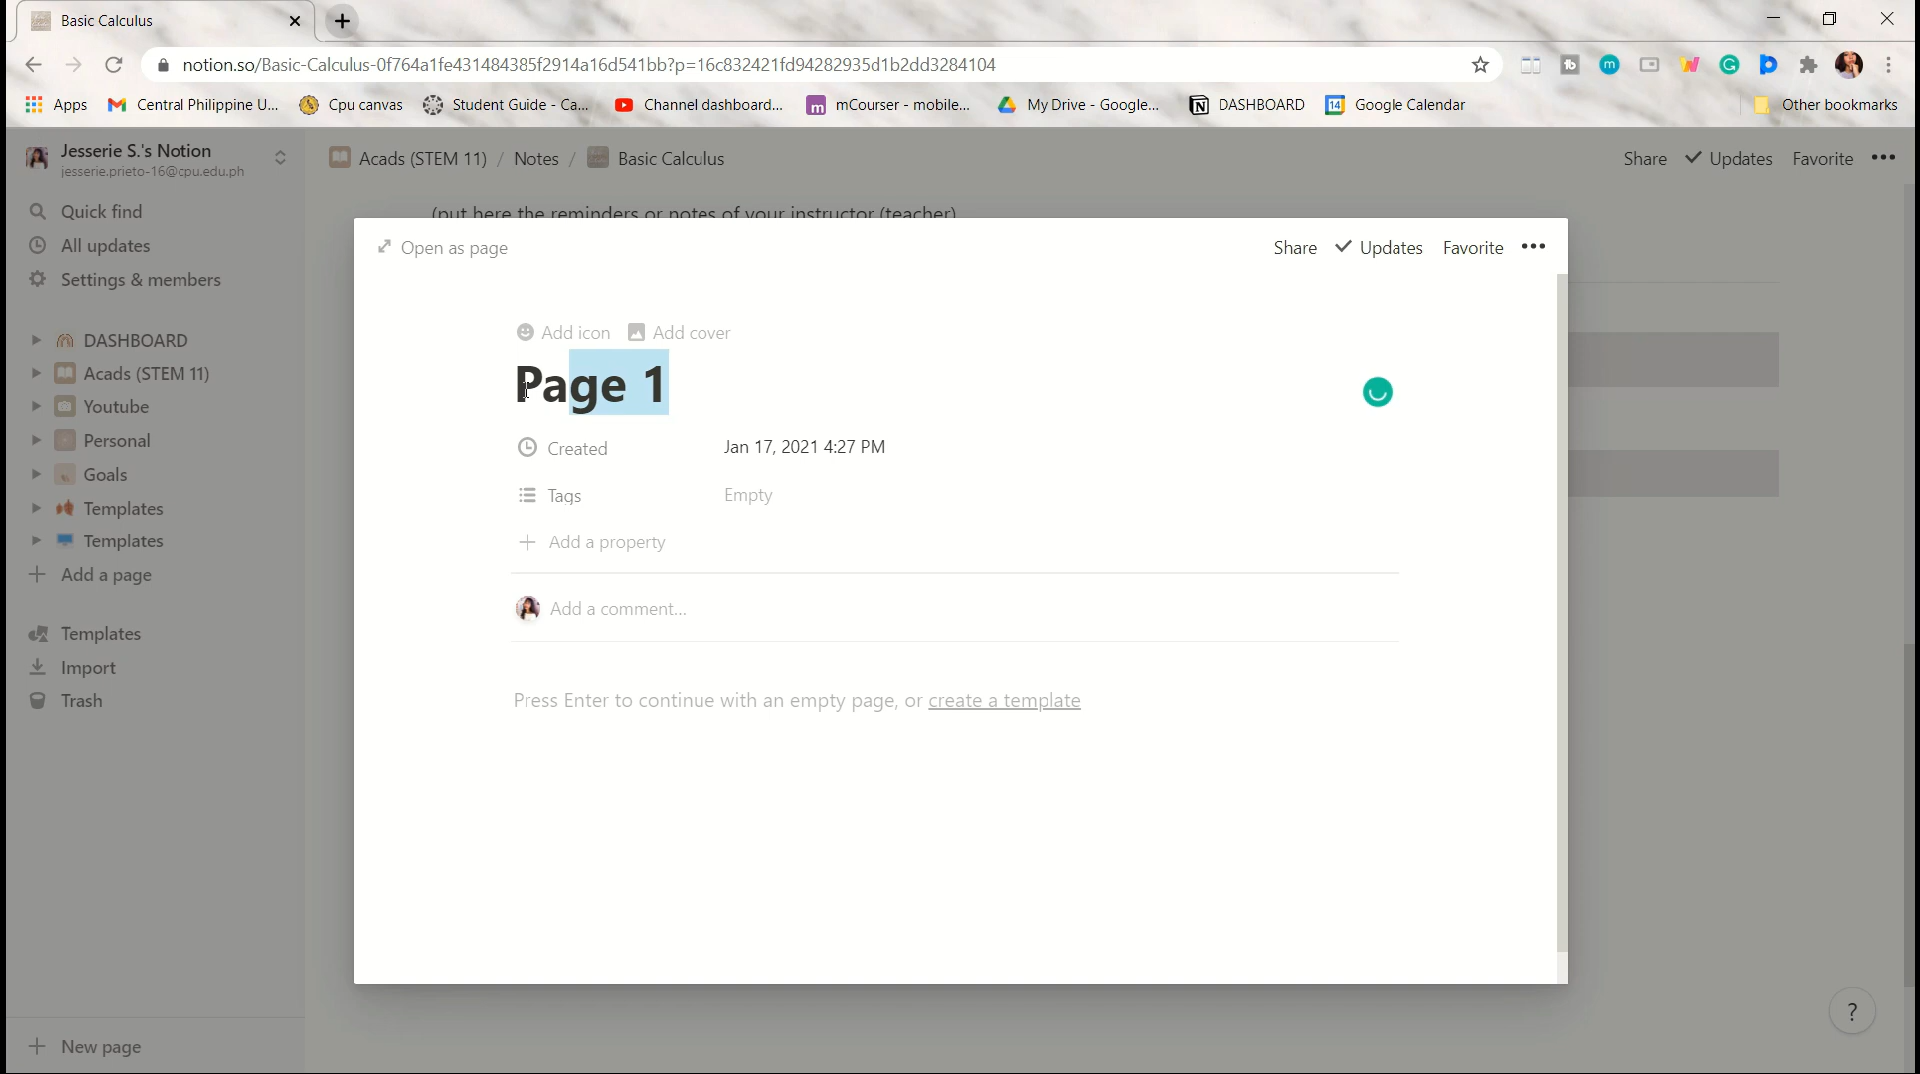 Basic Calculus
notion.so/Basic-Calculus-0f764a1fe431484385f2914a16d541bb?p=16c832421fd94282935d1b2dd3284104
Apps Central Philippine U... Cpu canvas Student Guide - Ca... Channel dashboard... mCourser - mobile... My Drive - Google... DASHBOARD 14 Google Calendar Other bookmarks
Jesserie S.'s Notion
jesserie.prieto-16@cpu.edu.ph
Acads (STEM 11) / Notes / Basic Calculus
Share Updates Favorite
Quick find
All updates
Settings & members
DASHBOARD
Acads (STEM 11)
Youtube
Personal
Goals
Templates
Templates
Add a page
Templates
Import
Trash
New page
(put here the reminders or notes of your instructor (teacher)
Open as page
Share Updates Favorite
Add icon Add cover
Page 1
Created Jan 17, 2021 4:27 PM
Tags Empty
Add a property
Add a comment...
Press Enter to continue with an empty page, or create a template
?